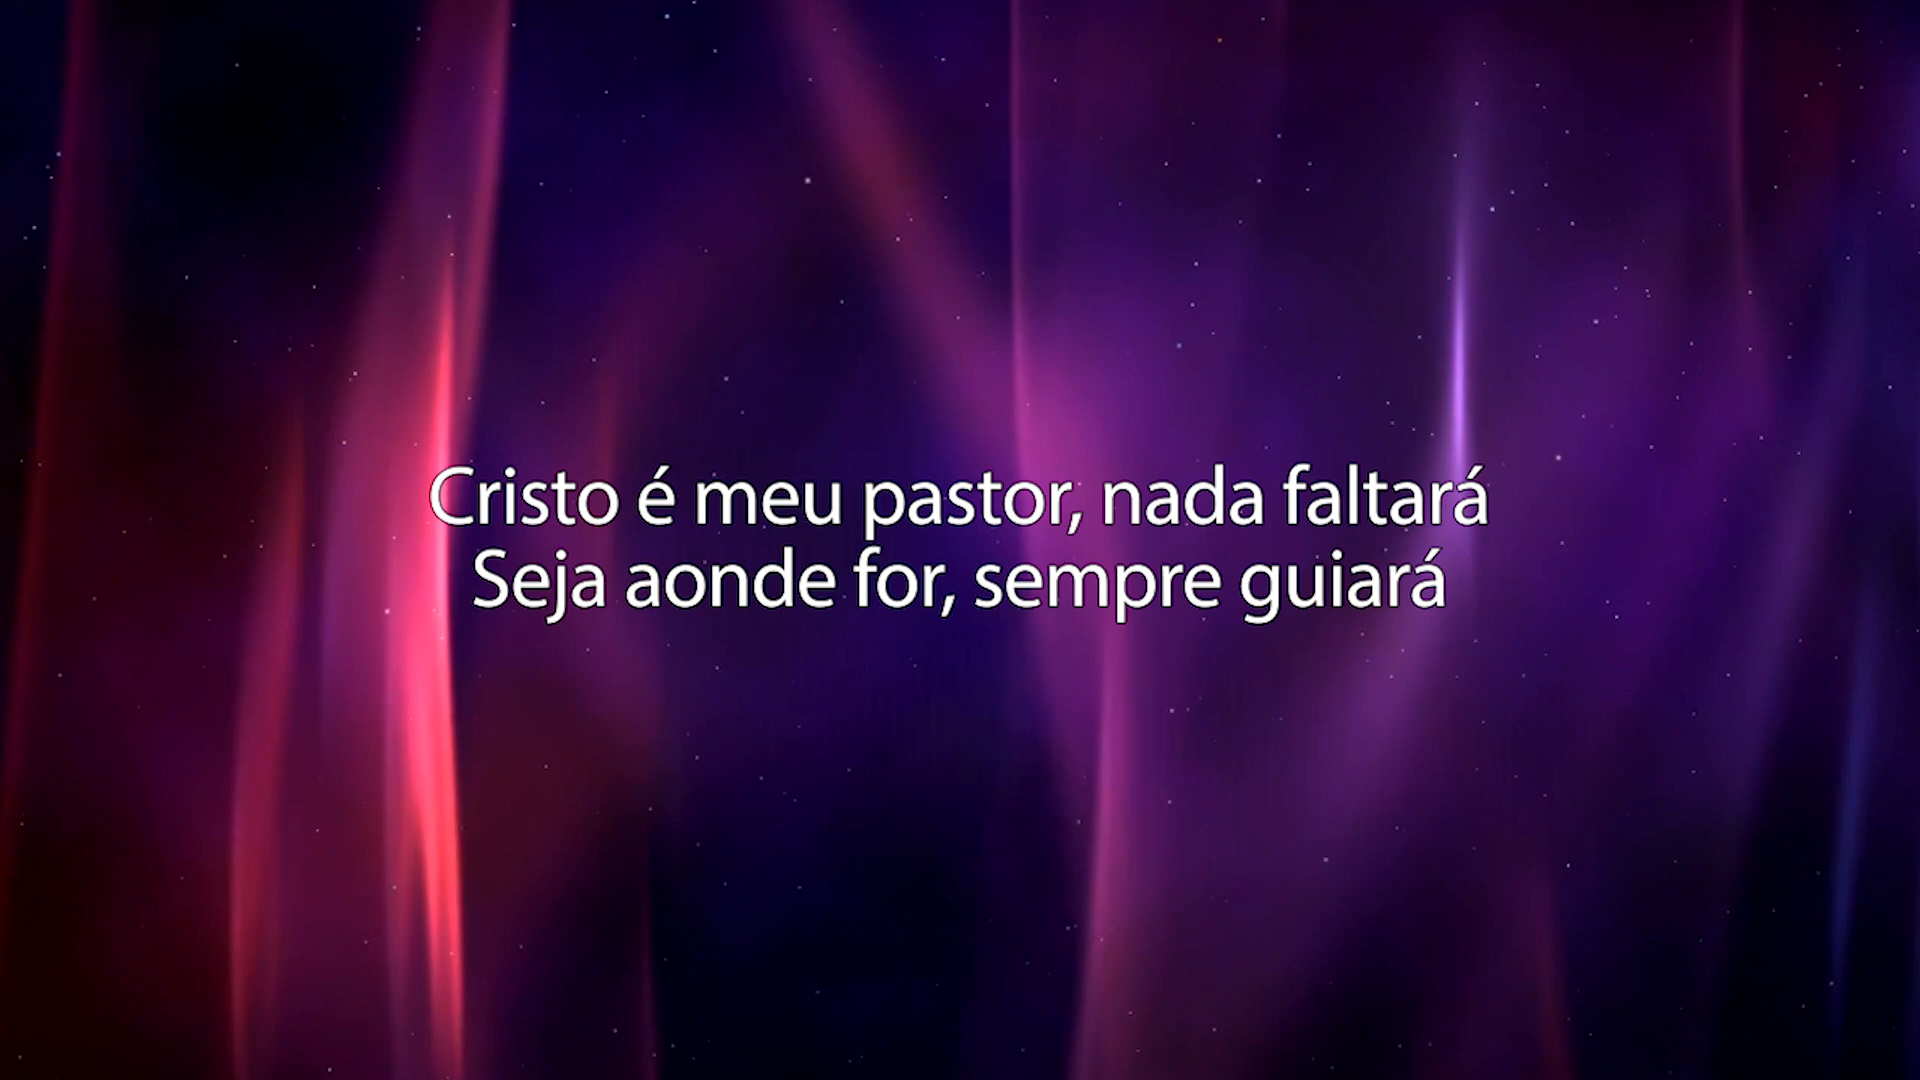 Cristo é meu pastor, nada faltará
Seja aonde for, sempre guiará